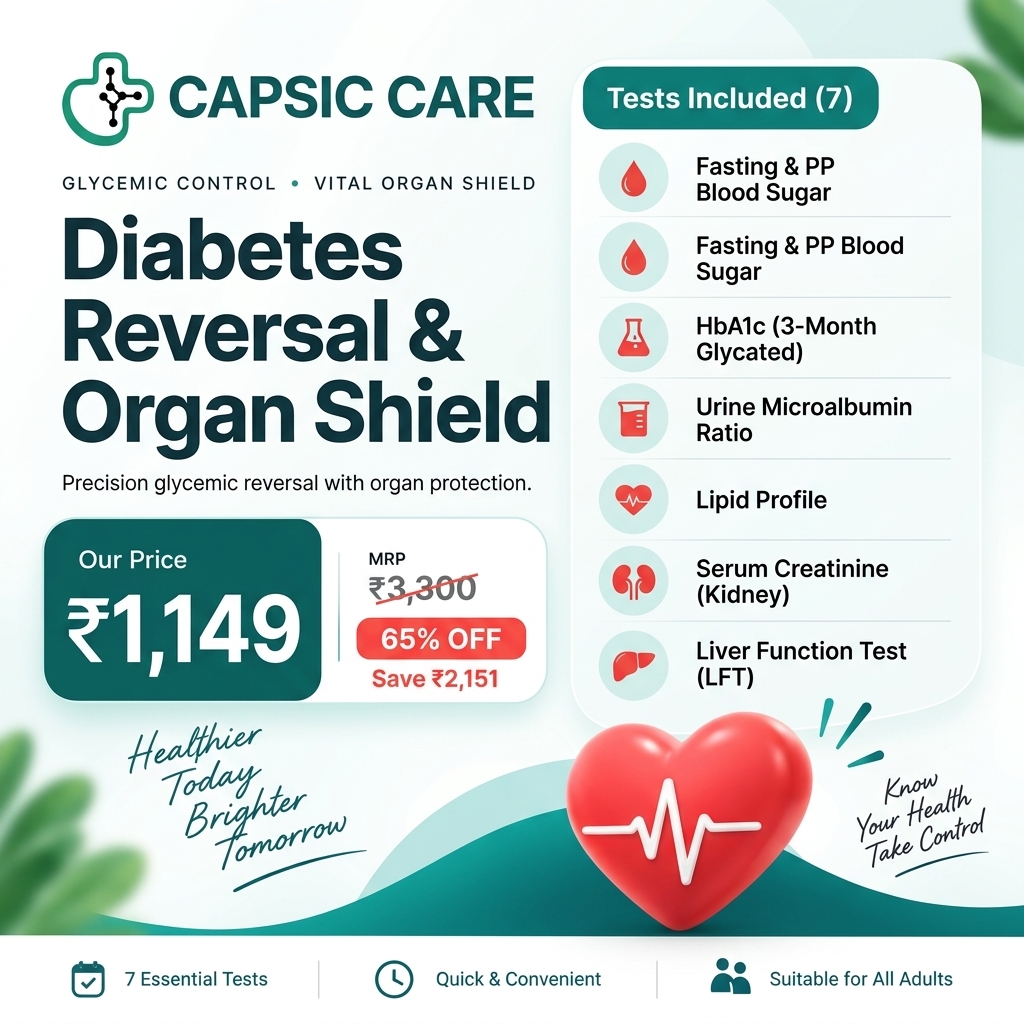 CAPSIC CARE
GLYCEMIC CONTROL • VITAL ORGAN SHIELD
Diabetes
Reversal &
Organ Shield
Precision glycemic reversal with organ protection.
Our Price
₹1,149
MRP
₹3,300
65% OFF
Save ₹2,151
Healthier
Today
Brighter
Tomorrow
Tests Included (7)
Fasting & PP
Blood Sugar
Fasting & PP Blood
Sugar
HbA1c (3-Month
Glycated)
Urine Microalbumin
Ratio
Lipid Profile
Serum Creatinine
(Kidney)
Liver Function Test
(LFT)
Know
Your Health
Take Control
7 Essential Tests
Quick & Convenient
Suitable for All Adults